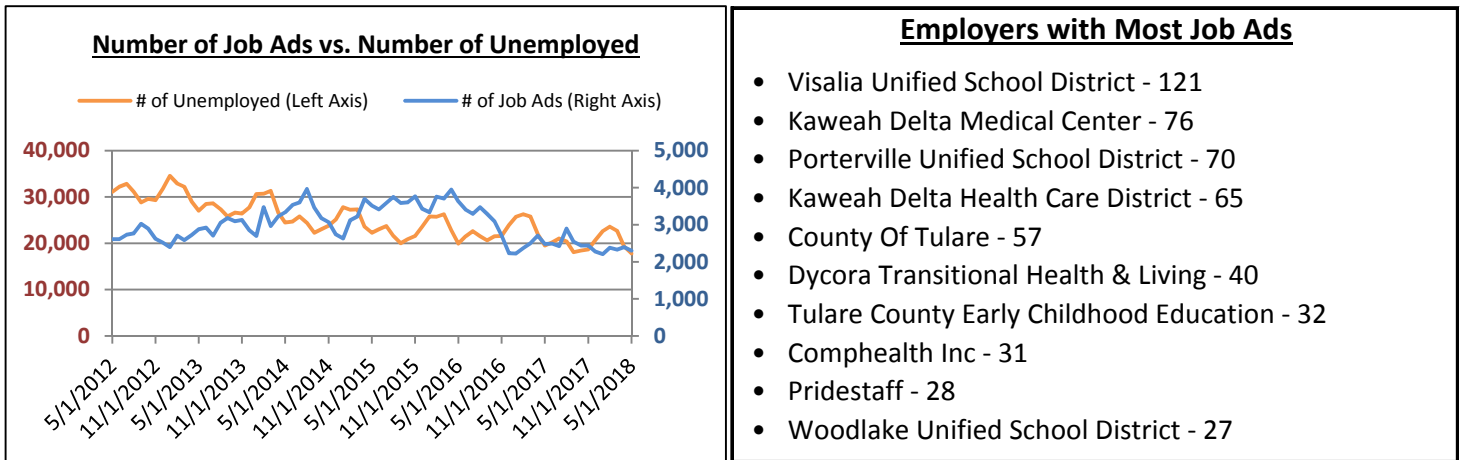 Number of Job Ads vs. Number of Unemployed
# of Unemployed (Left Axis) # of Job Ads (Right Axis)
40,000
30,000
20,000
10,000
0
5,000
4,000
3,000
2,000
1,000
0
5/1/2012
11/1/2012
5/1/2013
11/1/2013
5/1/2014
11/1/2014
5/1/2015
11/1/2015
5/1/2016
11/1/2016
5/1/2017
11/1/2017
5/1/2018
Employers with Most Job Ads
• Visalia Unified School District - 121
• Kaweah Delta Medical Center - 76
• Porterville Unified School District - 70
• Kaweah Delta Health Care District - 65
• County Of Tulare - 57
• Dycora Transitional Health & Living - 40
• Tulare County Early Childhood Education - 32
• Comphealth Inc - 31
• Pridestaff - 28
• Woodlake Unified School District - 27